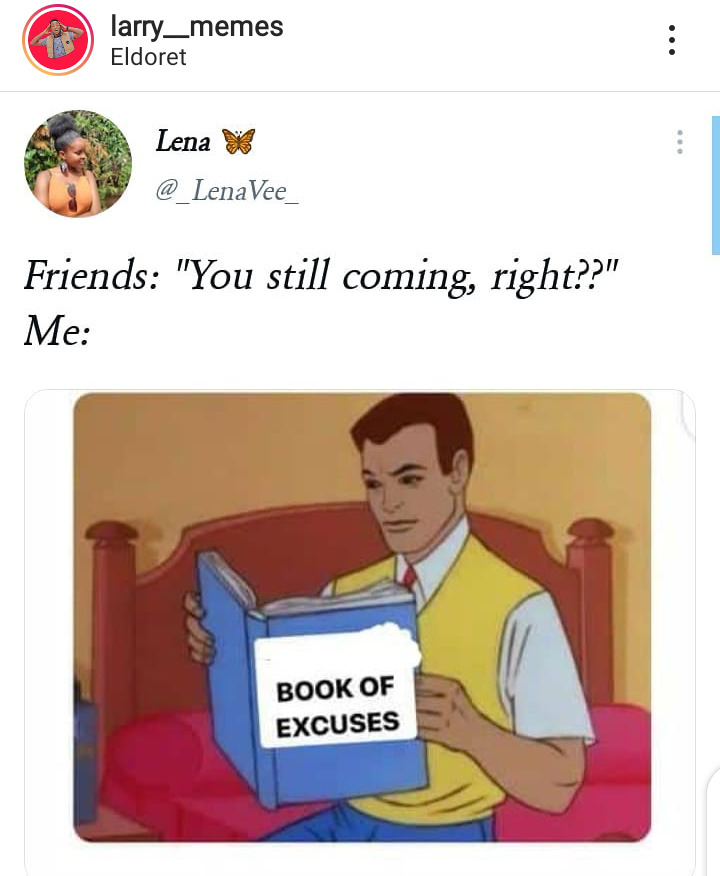 larry__memes
Eldoret
Lena 🦋
@_LenaVee_
Friends: "You still coming, right??"
Me:
BOOK OF
EXCUSES